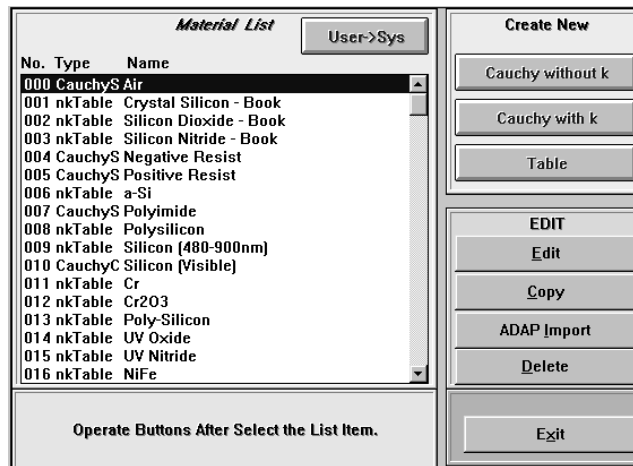 Material List
User->Sys
No. Type Name
000 CauchyS Air
001 nkTable Crystal Silicon - Book
002 nkTable Silicon Dioxide - Book
003 nkTable Silicon Nitride - Book
004 CauchyS Negative Resist
005 CauchyS Positive Resist
006 nkTable a-Si
007 CauchyS Polyimide
008 nkTable Polysilicon
009 nkTable Silicon (480-900nm)
010 CauchyC Silicon (Visible)
011 nkTable Cr
012 nkTable Cr2O3
013 nkTable Poly-Silicon
014 nkTable UV Oxide
015 nkTable UV Nitride
016 nkTable NiFe
Operate Buttons After Select the List Item.
Create New
Cauchy without k
Cauchy with k
Table
EDIT
Edit
Copy
ADAP Import
Delete
Exit